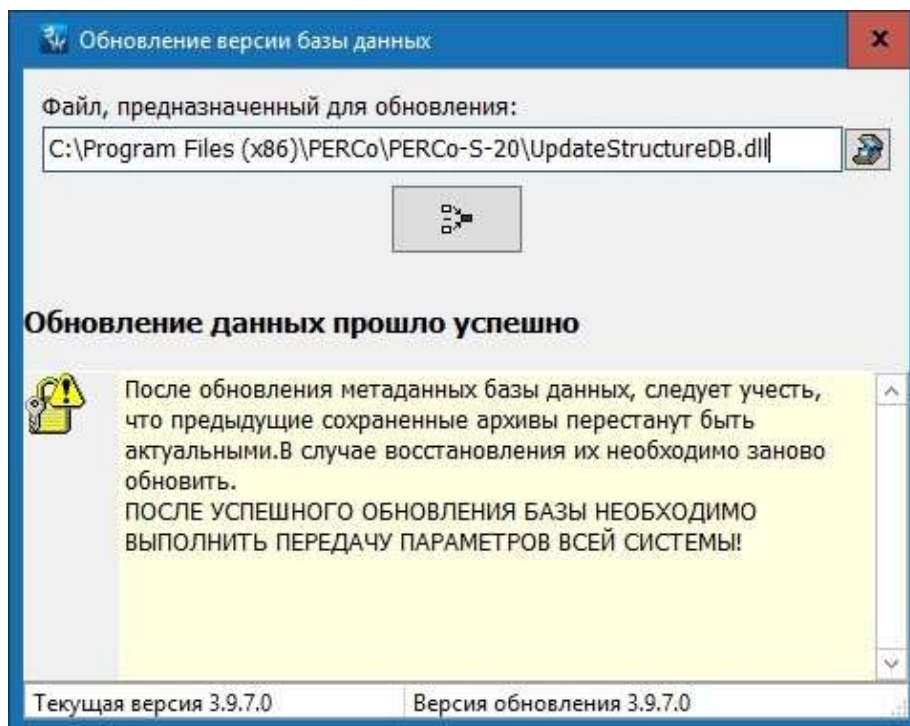 Обновление версии базы данных
Файл, предназначенный для обновления:
C:\Program Files (x86)\PERCo\PERCo-S-20\UpdateStructureDB.dll
Обновление данных прошло успешно
После обновления метаданных базы данных, следует учесть,
что предыдущие сохраненные архивы перестанут быть
актуальными.В случае восстановления их необходимо заново
обновить.
ПОСЛЕ УСПЕШНОГО ОБНОВЛЕНИЯ БАЗЫ НЕОБХОДИМО
ВЫПОЛНИТЬ ПЕРЕДАЧУ ПАРАМЕТРОВ ВСЕЙ СИСТЕМЫ!
Текущая версия 3.9.7.0 Версия обновления 3.9.7.0